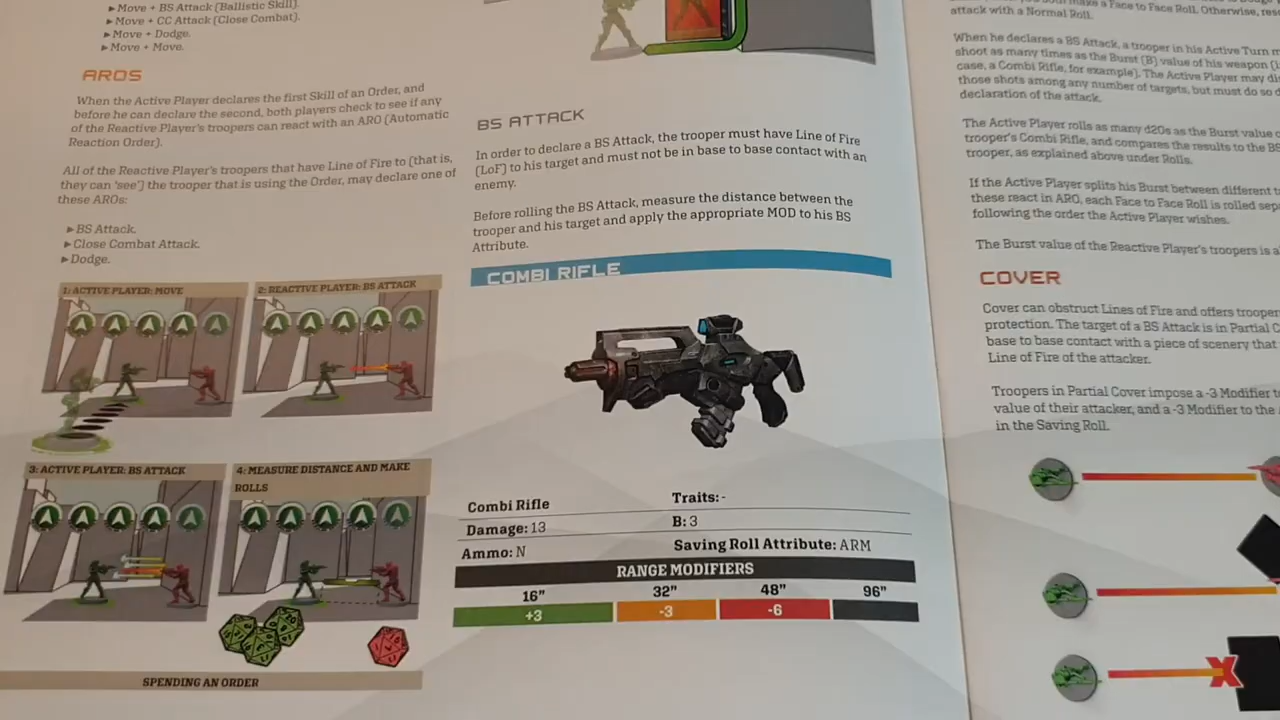 ▶ Move + BS Attack (Ballistic Skill).
▶ Move + CC Attack (Close Combat).
▶ Move + Dodge.
▶ Move + Move.
AROS
When the Active Player declares the first Skill of an Order, and
before he can declare the second, both players check to see if any
of the Reactive Player's troopers can react with an ARO (Automatic
Reaction Order).
All of the Reactive Player's troopers that have Line of Fire to (that is,
they can 'see') the trooper that is using the Order, may declare one of
these AROs:
▶ BS Attack.
▶ Close Combat Attack.
▶ Dodge.
1: ACTIVE PLAYER: MOVE
2: REACTIVE PLAYER: BS ATTACK
3: ACTIVE PLAYER: BS ATTACK
4: MEASURE DISTANCE AND MAKE
ROLLS
SPENDING AN ORDER
BS ATTACK
In order to declare a BS Attack, the trooper must have Line of Fire
(LoF) to his target and must not be in base to base contact with an
enemy.
Before rolling the BS Attack, measure the distance between the
trooper and his target and apply the appropriate MOD to his BS
Attribute.
COMBI RIFLE
Combi Rifle
Traits: -
Damage: 13
B: 3
Ammo: N
Saving Roll Attribute: ARM
RANGE MODIFIERS
16" 32" 48" 96"
+3 -3 -6
make a Face to Face Roll. Otherwise,
attack with a Normal Roll.
When he declares a BS Attack, a trooper in his Active Turn
shoot as many times as the Burst (B) value of his weapon
case, a Combi Rifle, for example). The Active Player may
those shots among any number of targets, but must do so
declaration of the attack.
The Active Player rolls as many d20s as the Burst value
trooper's Combi Rifle, and compares the results to the BS
trooper, as explained above under Rolls.
If the Active Player splits his Burst between different
these react in ARO, each Face to Face Roll is rolled
following the order the Active Player wishes.
The Burst value of the Reactive Player's troopers is
COVER
Cover can obstruct Lines of Fire and offers
protection. The target of a BS Attack is in Partial
base to base contact with a piece of scenery that
Line of Fire of the attacker.
Troopers in Partial Cover impose a -3 Modifier
value of their attacker, and a -3 Modifier to the
in the Saving Roll.